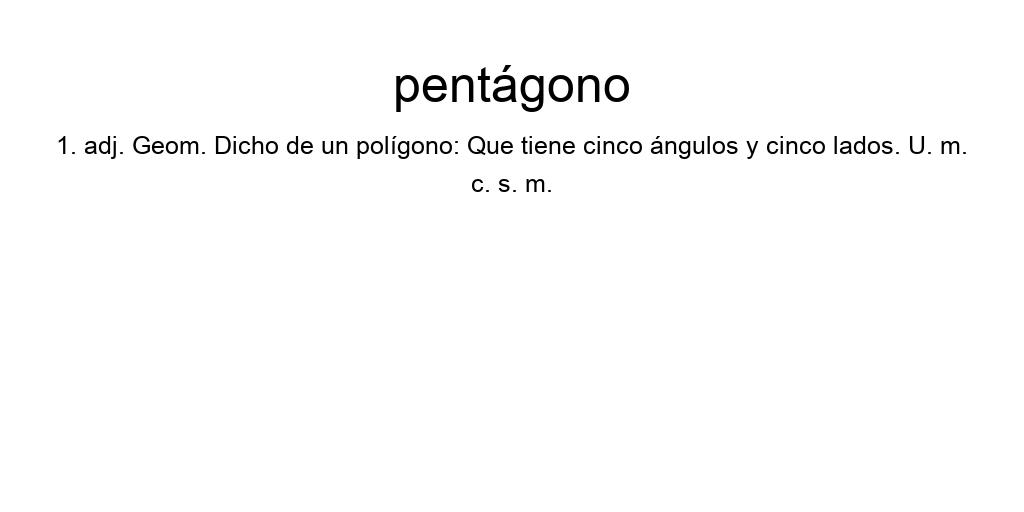 pentágono
1. adj. Geom. Dicho de un polígono: Que tiene cinco ángulos y cinco lados. U. m.
c. s. m.